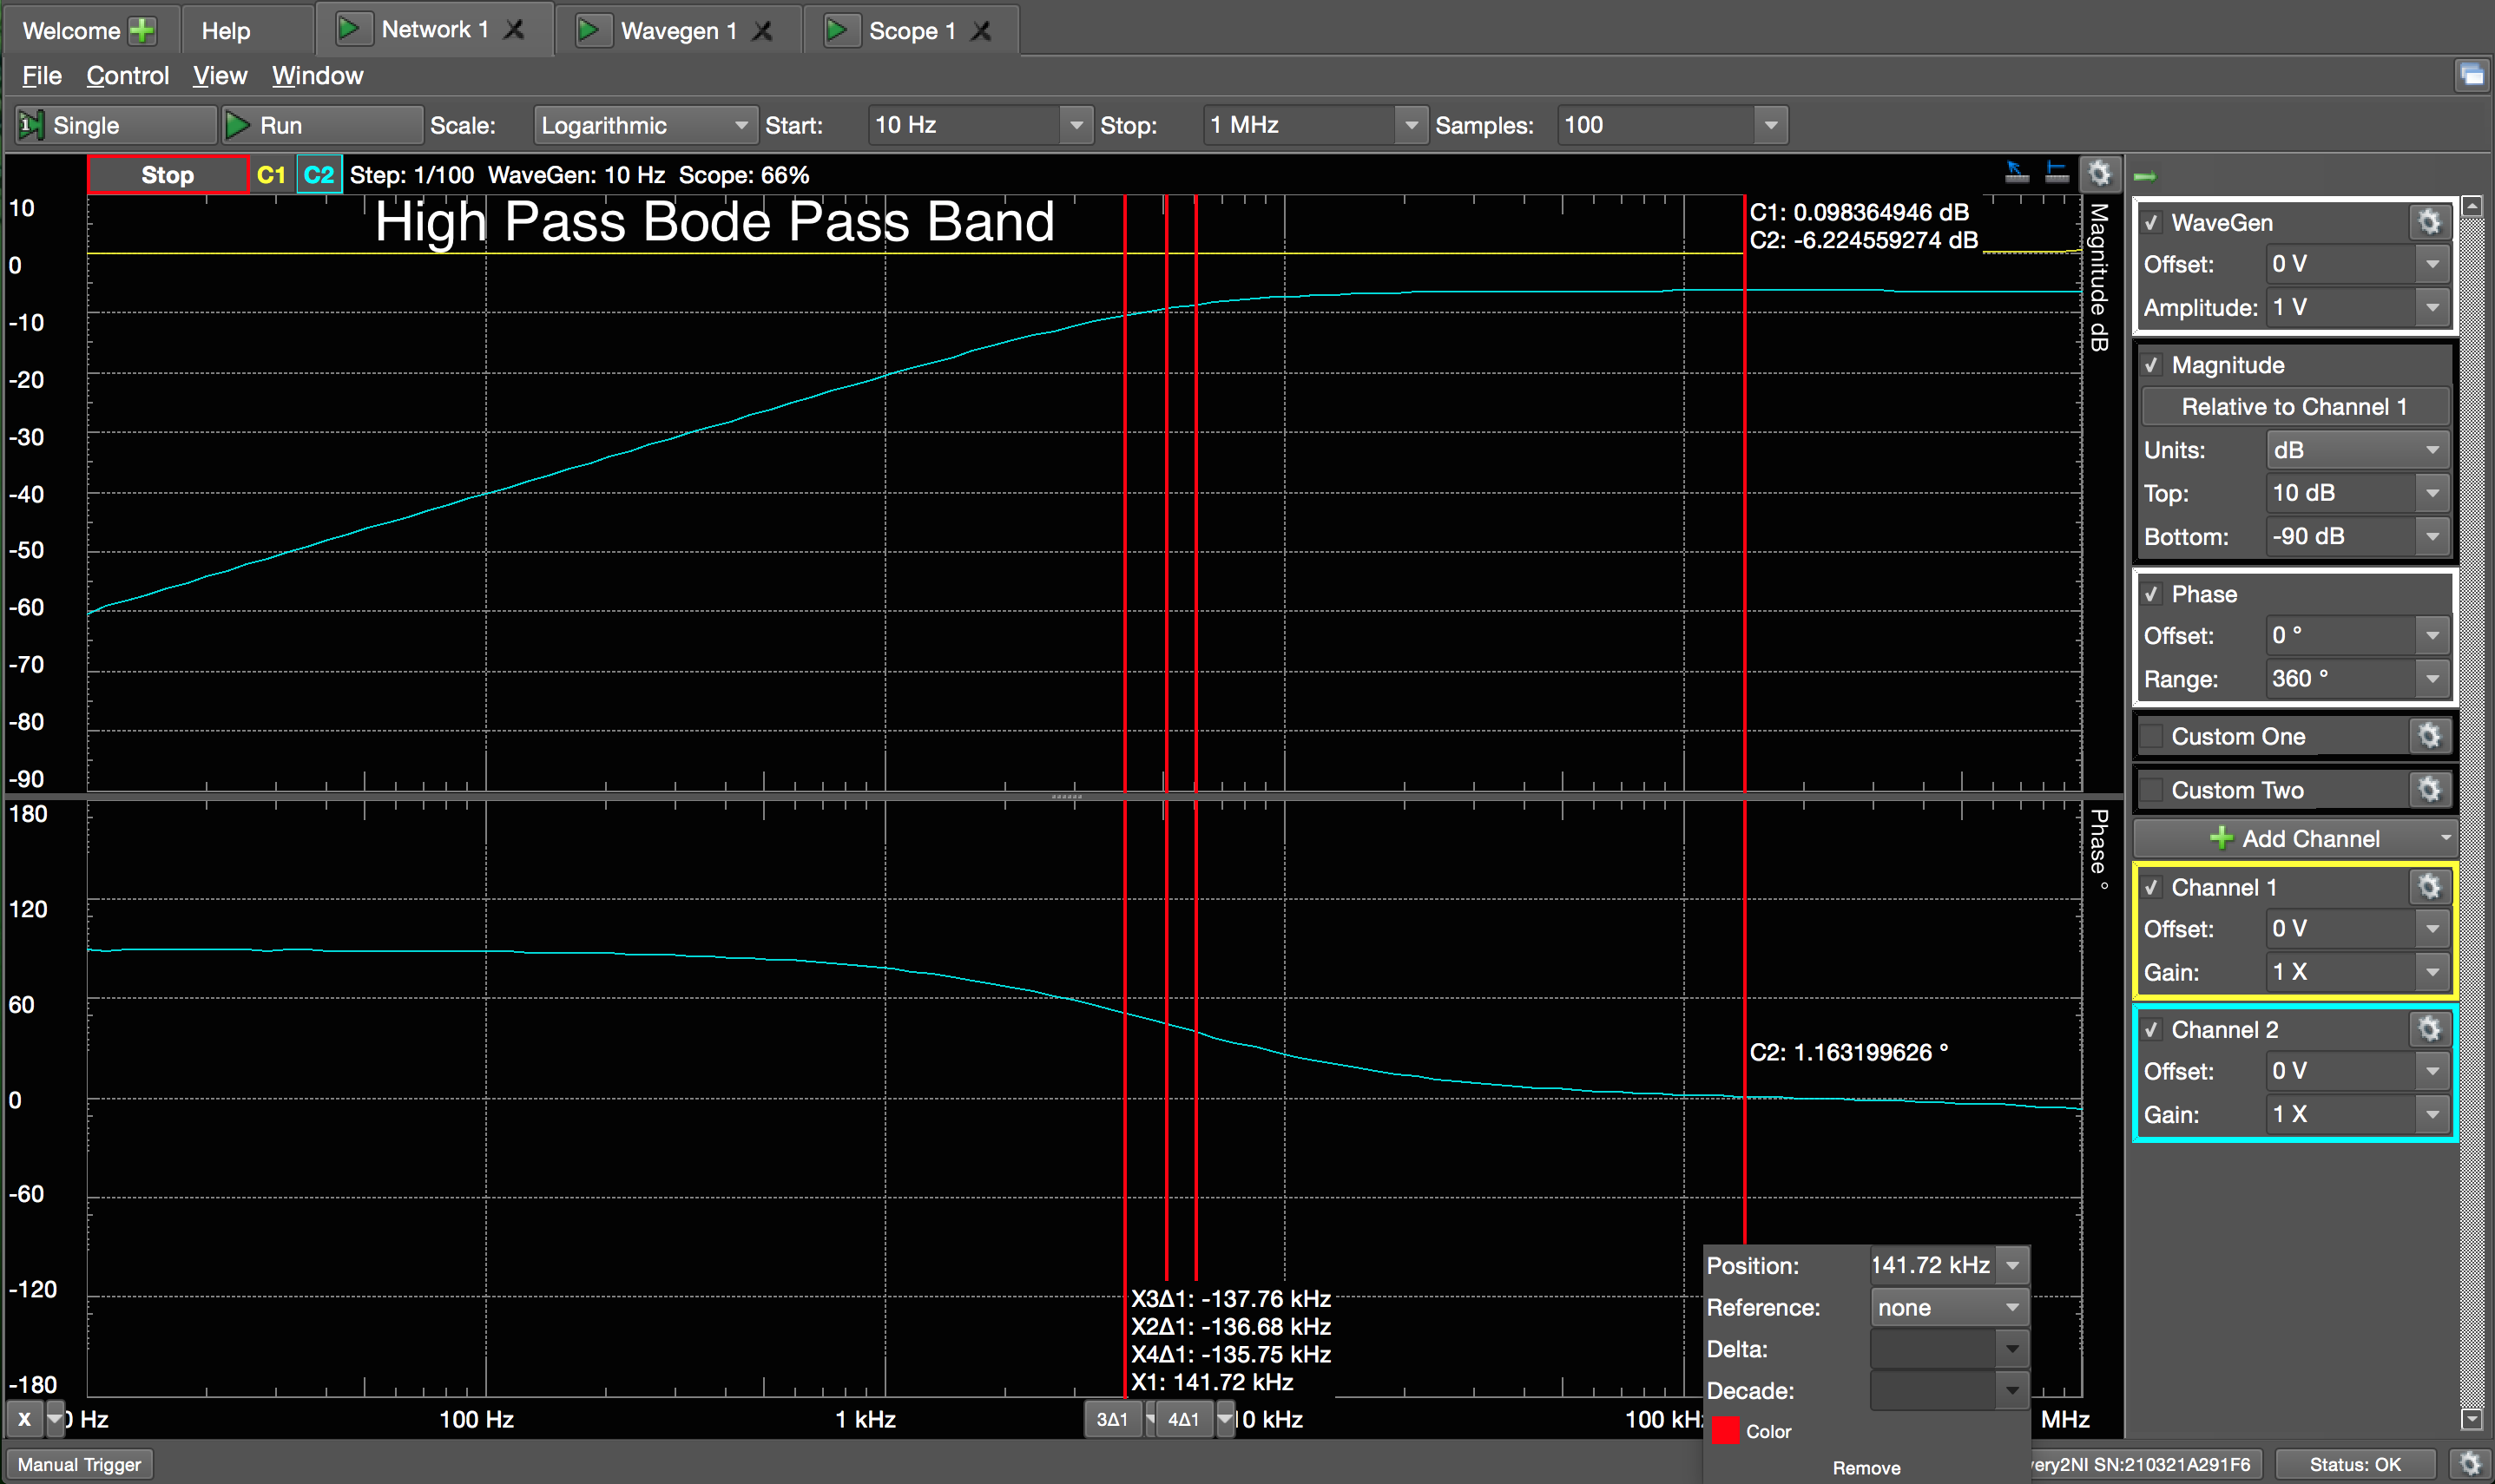 Welcome Help Network 1 Wavegen 1 Scope 1
File Control View Window
Single Run Scale: Logarithmic Start: 10 Hz Stop: 1 MHz Samples: 100
Stop C1 C2 Step: 1/100 WaveGen: 10 Hz Scope: 66%
High Pass Bode Pass Band
C1: 0.098364946 dB
C2: -6.224559274 dB
10
0
-10
-20
-30
-40
-50
-60
-70
-80
-90
Magnitude dB
180
120
60
0
-60
-120
-180
Phase °
C2: 1.163199626 °
X3Δ1: -137.76 kHz
X2Δ1: -136.68 kHz
X4Δ1: -135.75 kHz
X1: 141.72 kHz
X 0 Hz 100 Hz 1 kHz 3Δ1 4Δ1 10 kHz 100 kHz MHz
Position: 141.72 kHz
Reference: none
Delta:
Decade:
Color
Remove
WaveGen
Offset: 0 V
Amplitude: 1 V
Magnitude
Relative to Channel 1
Units: dB
Top: 10 dB
Bottom: -90 dB
Phase
Offset: 0 °
Range: 360 °
Custom One
Custom Two
Add Channel
Channel 1
Offset: 0 V
Gain: 1 X
Channel 2
Offset: 0 V
Gain: 1 X
Manual Trigger very2NI SN:210321A291F6 Status: OK